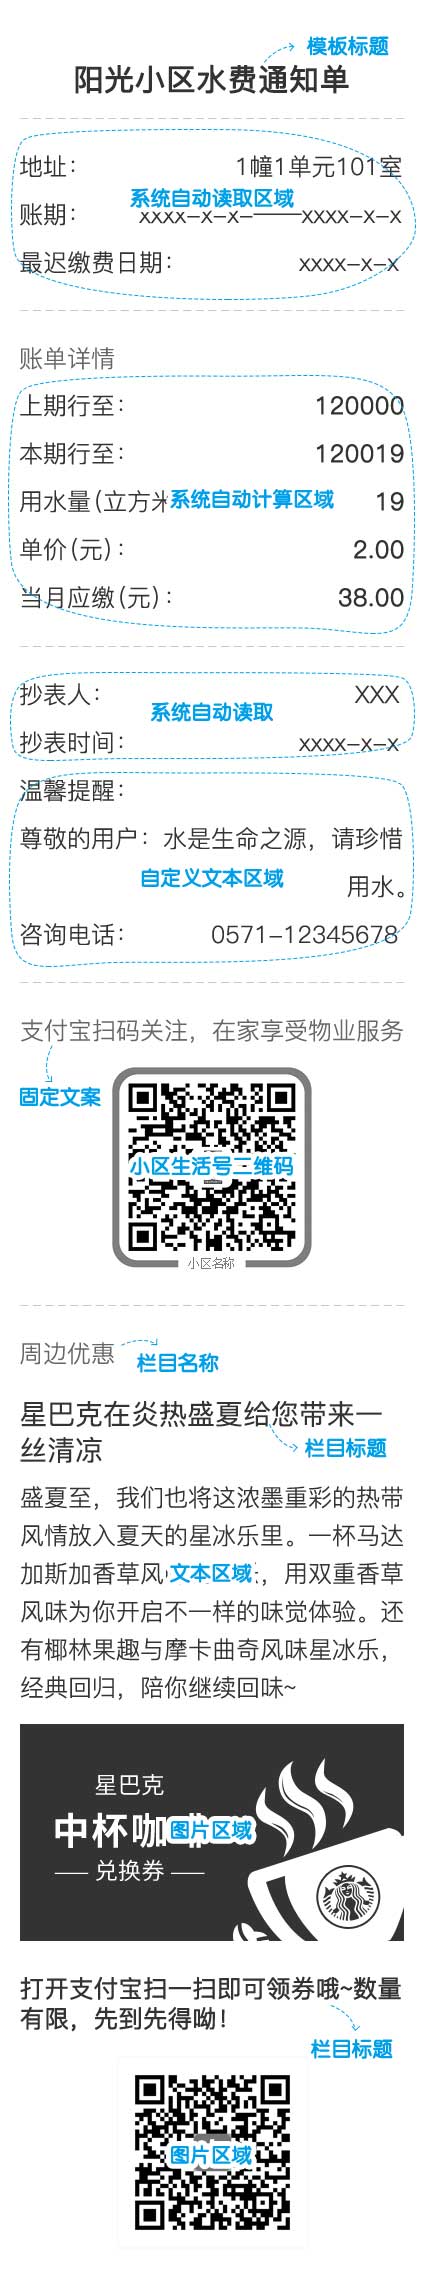 模板标题
阳光小区水费通知单
地址： 1幢1单元101室
系统自动读取区域
账期： xxxx-x-x-——xxxx-x-x
最迟缴费日期： xxxx-x-x
账单详情
上期行至： 120000
本期行至： 120019
用水量(立方米 系统自动计算区域 19
单价(元)： 2.00
当月应缴(元)： 38.00
抄表人： XXX
系统自动读取
抄表时间： xxxx-x-x
温馨提醒：
尊敬的用户：水是生命之源，请珍惜
自定义文本区域
用水。
咨询电话： 0571-12345678
支付宝扫码关注，在家享受物业服务
固定文案
小区生活号二维码
小区名称
周边优惠
栏目名称
星巴克在炎热盛夏给您带来一
丝清凉
栏目标题
盛夏至，我们也将这浓墨重彩的热带
风情放入夏天的星冰乐里。一杯马达
加斯加香草风 文本区域 ，用双重香草
风味为你开启不一样的味觉体验。还
有椰林果趣与摩卡曲奇风味星冰乐，
经典回归，陪你继续回味~
星巴克
中杯咖 图片区域
兑换券
打开支付宝扫一扫即可领券哦~数量
有限，先到先得呦！
栏目标题
图片区域